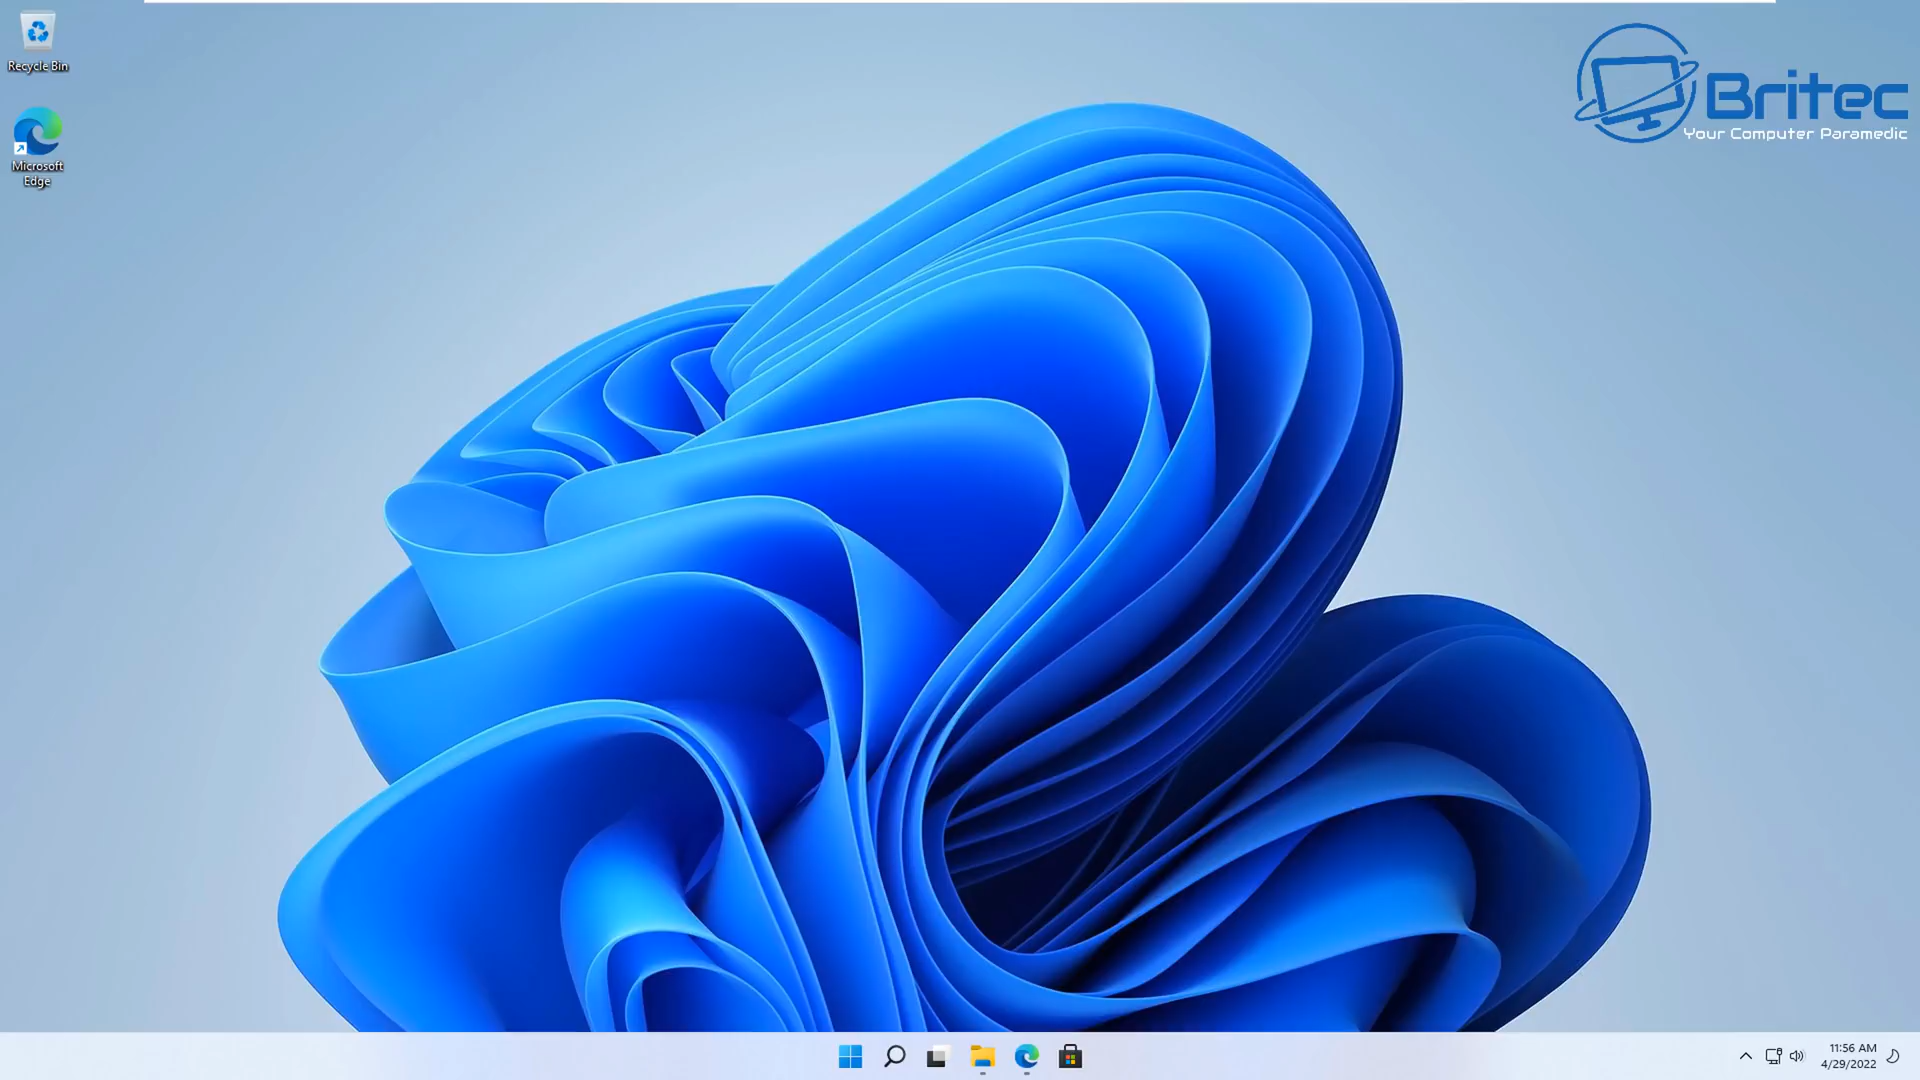 Recycle Bin
Microsoft
Edge
Britec
Your Computer Paramedic
11:56 AM
4/29/2022